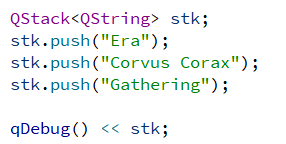 QStack<QString> stk;
stk.push("Era");
stk.push("Corvus Corax");
stk.push("Gathering");
qDebug() << stk;